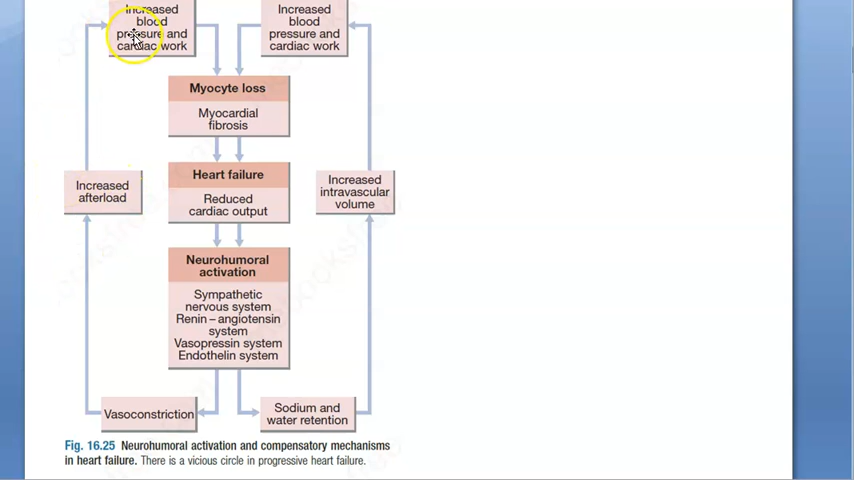 Increased
blood
pressure and
cardiac work
Increased
blood
pressure and
cardiac work
Myocyte loss
Myocardial
fibrosis
Increased
afterload
Heart failure
Reduced
cardiac output
Increased
intravascular
volume
Neurohumoral
activation
Sympathetic
nervous system
Renin – angiotensin
system
Vasopressin system
Endothelin system
Vasoconstriction
Sodium and
water retention
Fig. 16.25 Neurohumoral activation and compensatory mechanisms
in heart failure. There is a vicious circle in progressive heart failure.